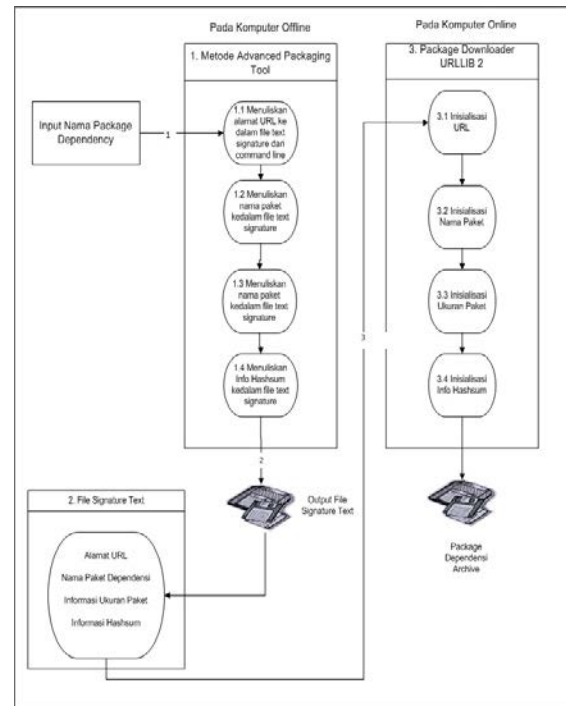 Pada Komputer Offline
Pada Komputer Online
1. Metode Advanced Packaging
Tool
3. Package Downloader
URLLIB 2
Input Nama Package
Dependency
1
1.1 Menuliskan
alamat URL ke
dalam file text
signature dari
command line
1.2 Menuliskan
nama paket
kedalam file text
signature
1.3 Menuliskan
nama paket
kedalam file text
signature
1.4 Menuliskan
Info Hashsum
kedalam file text
signature
2
Output File
Signature Text
2. File Signature Text
Alamat URL
Nama Paket Dependensi
Informasi Ukuran Paket
Informasi Hashsum
3
3.1 Inisialisasi
URL
3.2 Inisialisasi
Nama Paket
3.3 Inisialisasi
Ukuran Paket
3.4 Inisialisasi
Info Hashsum
Package
Dependensi
Archive